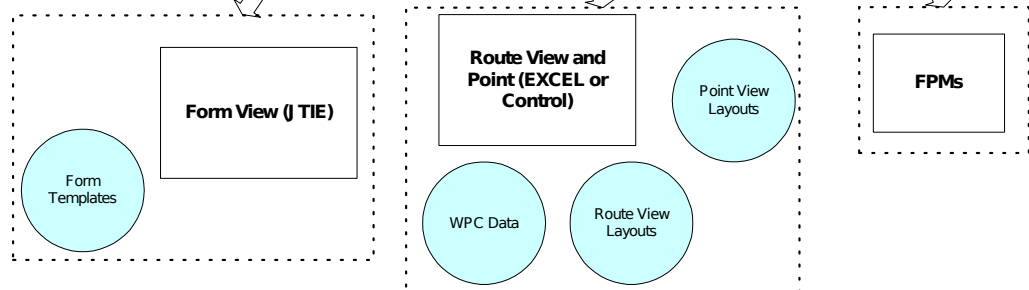 Form View (J TIE)
Form
Templates
Route View and
Point (EXCEL or
Control)
Point View
Layouts
WPC Data
Route View
Layouts
FPMs